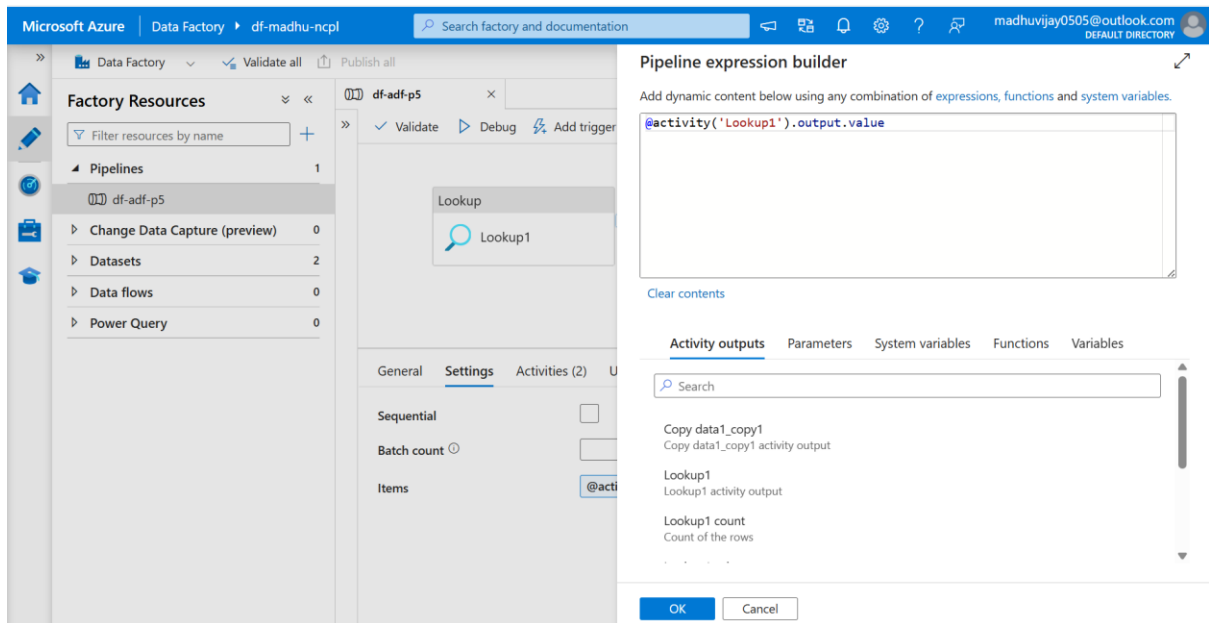 Microsoft Azure
Data Factory
df-madhu-ncpl
Search factory and documentation
madhuvijay0505@outlook.com
DEFAULT DIRECTORY
Data Factory
Validate all
Publish all
Factory Resources
Filter resources by name
Pipelines 1
df-adf-p5
Change Data Capture (preview) 0
Datasets 2
Data flows 0
Power Query 0
df-adf-p5
Validate
Debug
Add trigger
Lookup
Lookup1
General
Settings
Activities (2)
U
Sequential
Batch count
Items
@acti
Pipeline expression builder
Add dynamic content below using any combination of expressions, functions and system variables.
@activity('Lookup1').output.value
Clear contents
Activity outputs
Parameters
System variables
Functions
Variables
Search
Copy data1_copy1
Copy data1_copy1 activity output
Lookup1
Lookup1 activity output
Lookup1 count
Count of the rows
OK
Cancel